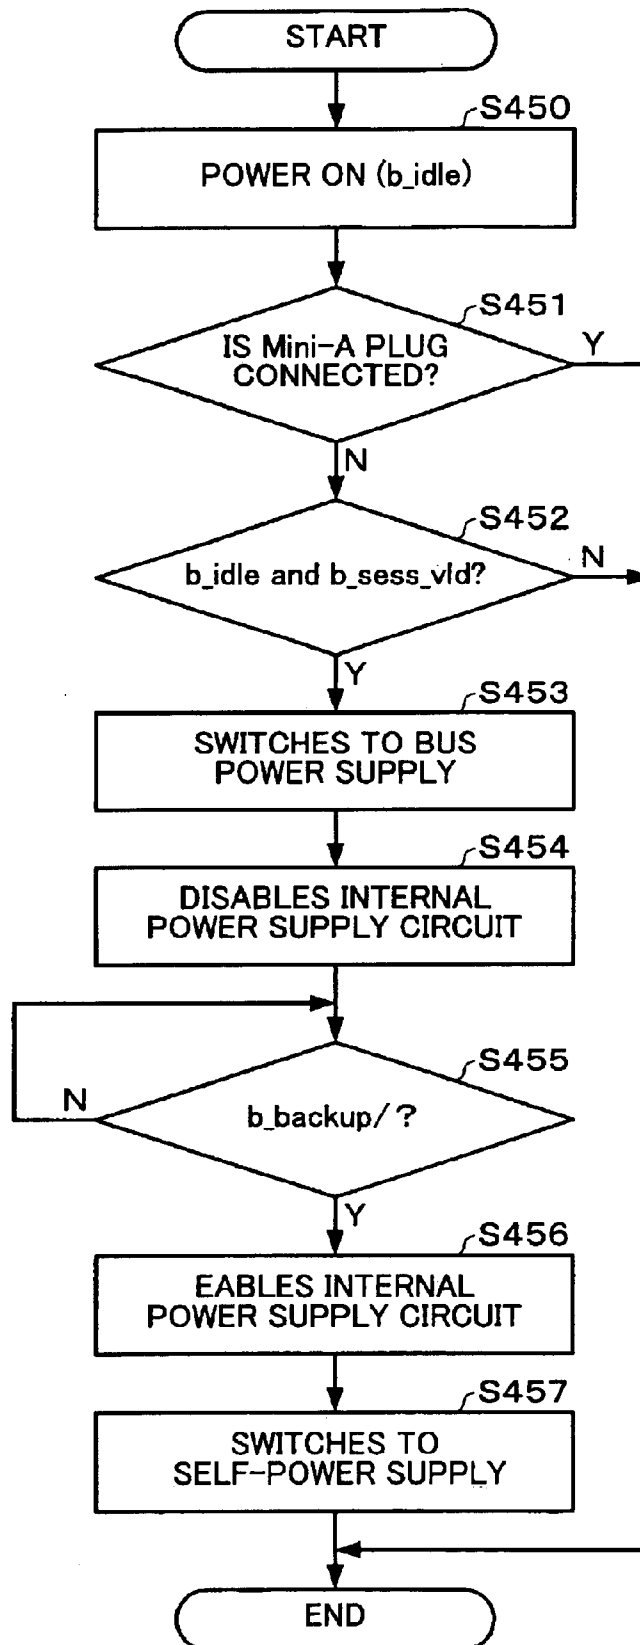 START
S450
POWER ON (b_idle)
S451
IS Mini-A PLUG
CONNECTED?
Y
N
S452
b_idle and b_sess_vld?
N
Y
S453
SWITCHES TO BUS
POWER SUPPLY
S454
DISABLES INTERNAL
POWER SUPPLY CIRCUIT
S455
N
b_backup/ ?
Y
S456
EABLES INTERNAL
POWER SUPPLY CIRCUIT
S457
SWITCHES TO
SELF-POWER SUPPLY
END